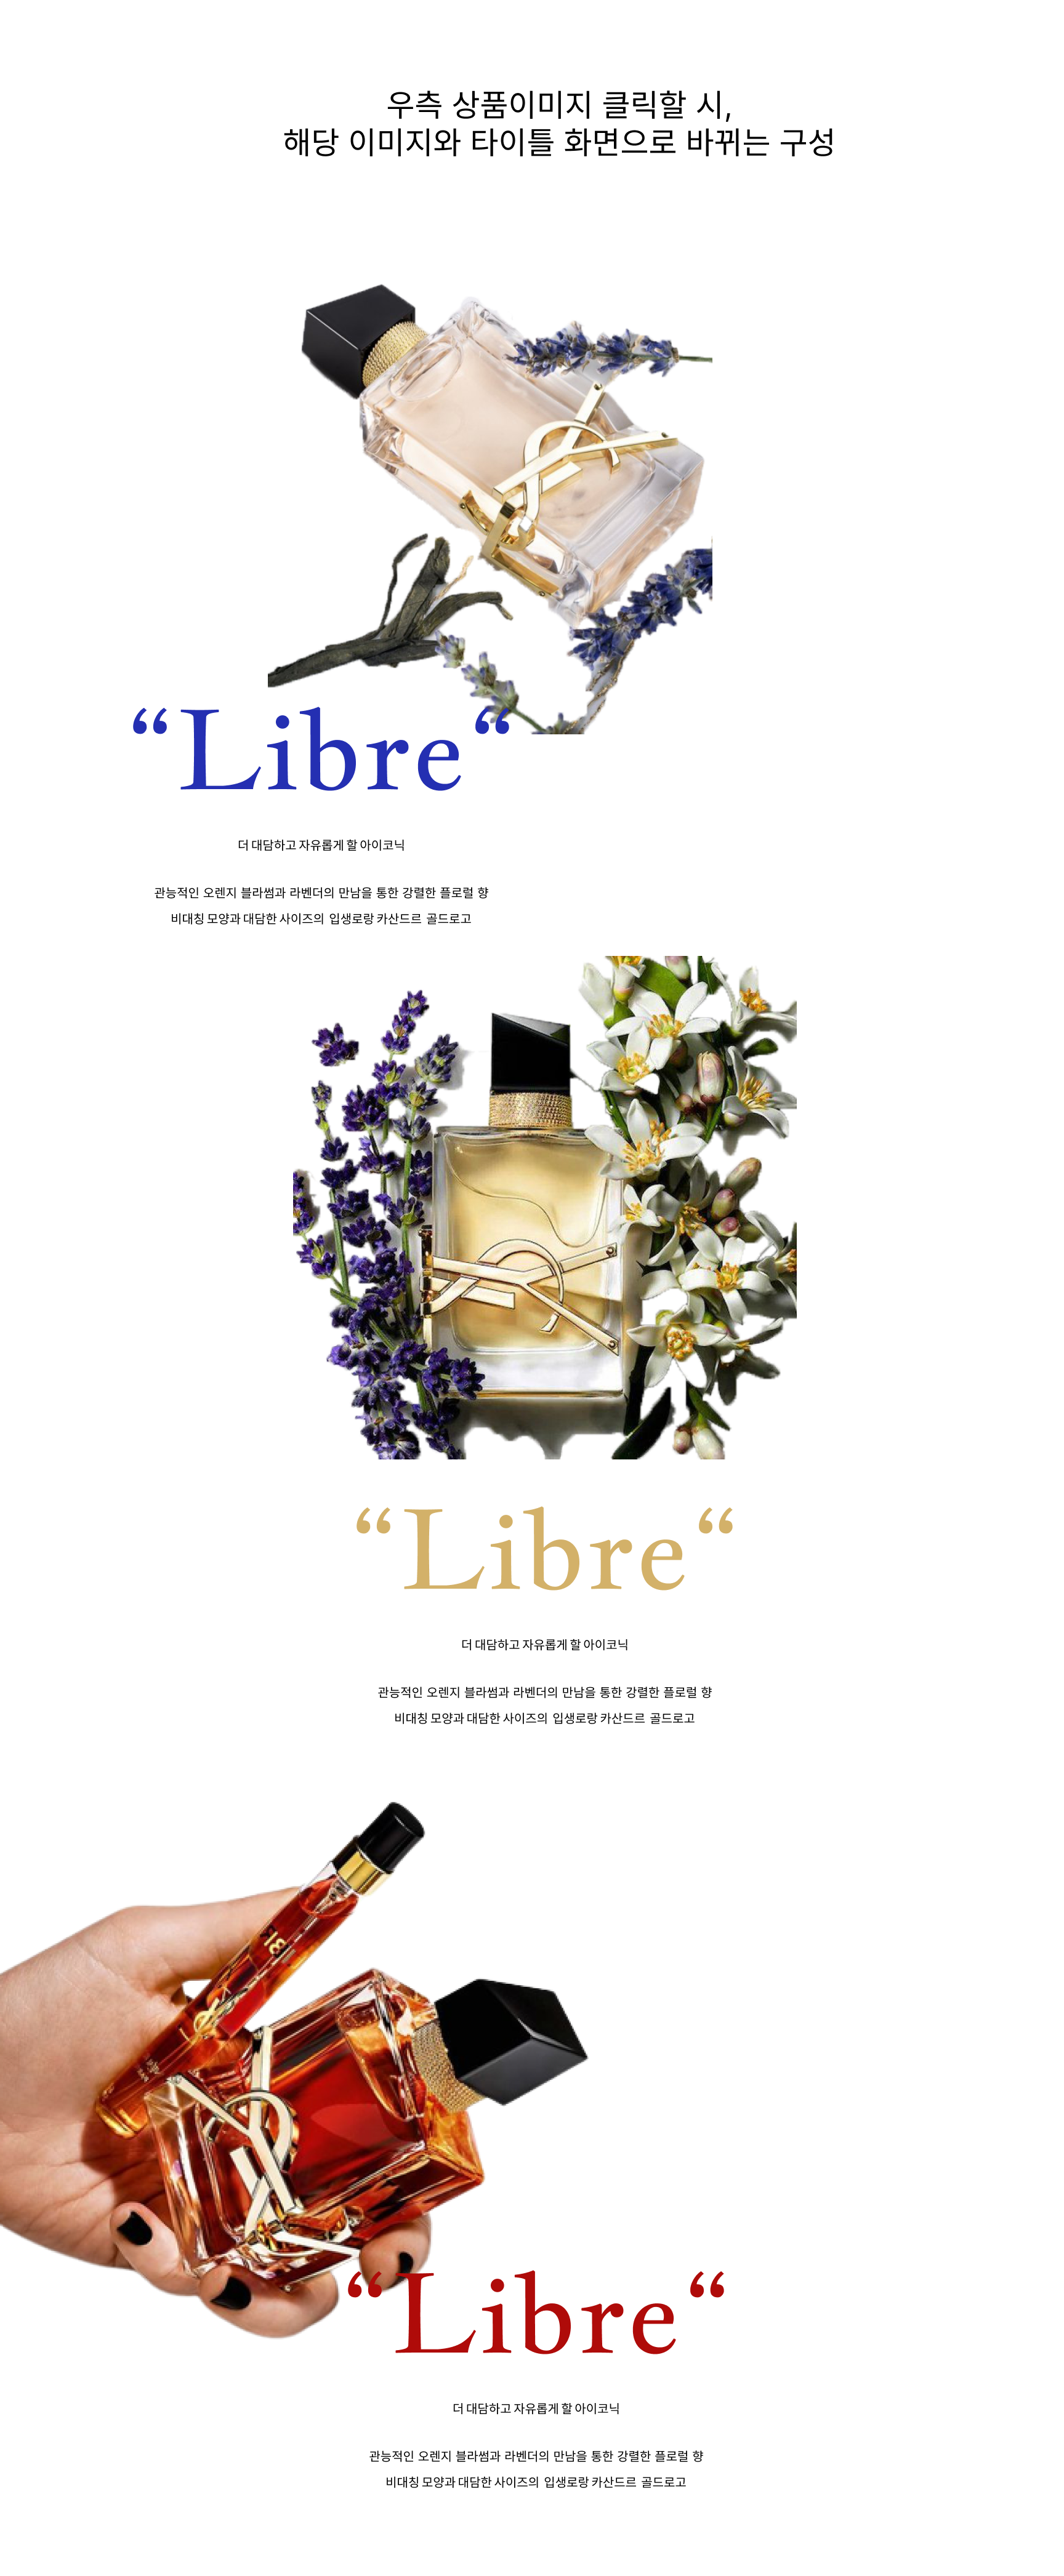 우측 상품이미지 클릭할 시,
해당 이미지와 타이틀 화면으로 바뀌는 구성
“Libre“
더 대담하고 자유롭게 할 아이코닉
관능적인 오렌지 블라썸과 라벤더의 만남을 통한 강렬한 플로럴 향
비대칭 모양과 대담한 사이즈의 입생로랑 카산드르 골드로고
“Libre“
더 대담하고 자유롭게 할 아이코닉
관능적인 오렌지 블라썸과 라벤더의 만남을 통한 강렬한 플로럴 향
비대칭 모양과 대담한 사이즈의 입생로랑 카산드르 골드로고
“Libre“
더 대담하고 자유롭게 할 아이코닉
관능적인 오렌지 블라썸과 라벤더의 만남을 통한 강렬한 플로럴 향
비대칭 모양과 대담한 사이즈의 입생로랑 카산드르 골드로고